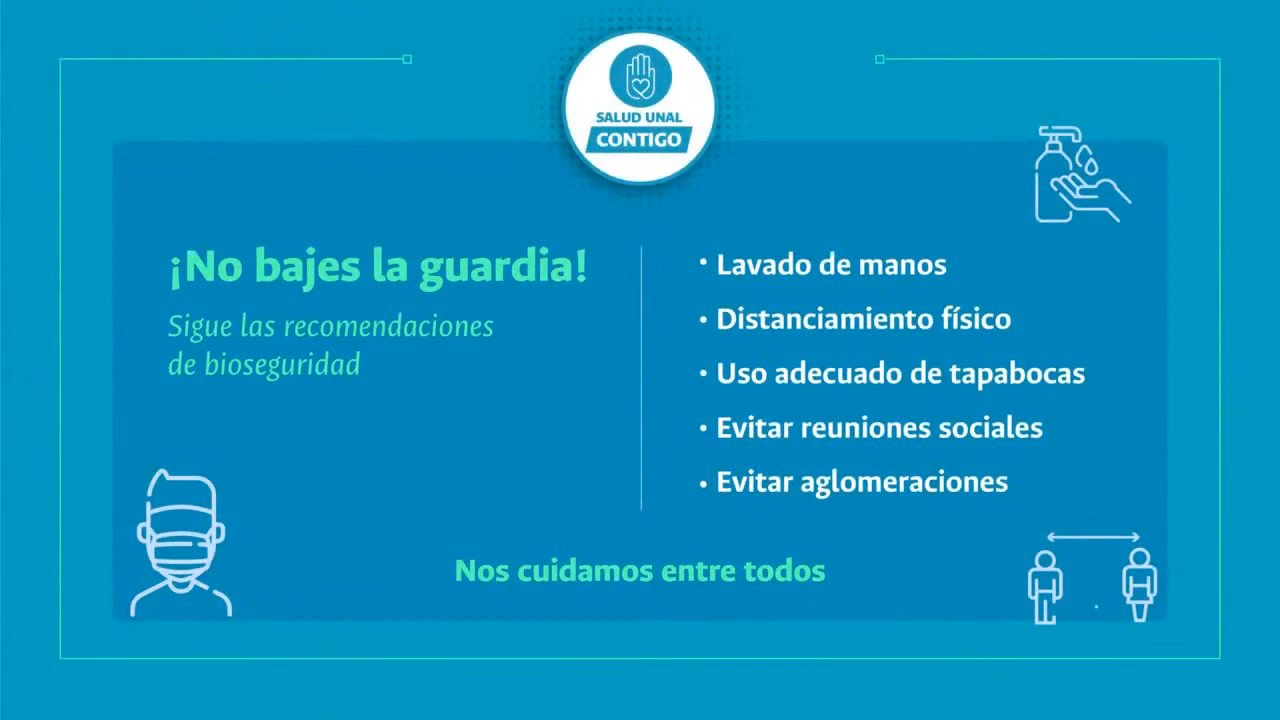 SALUD UNAL
CONTIGO
¡No bajes la guardia!
Sigue las recomendaciones
de bioseguridad
• Lavado de manos
• Distanciamiento físico
• Uso adecuado de tapabocas
• Evitar reuniones sociales
• Evitar aglomeraciones
Nos cuidamos entre todos